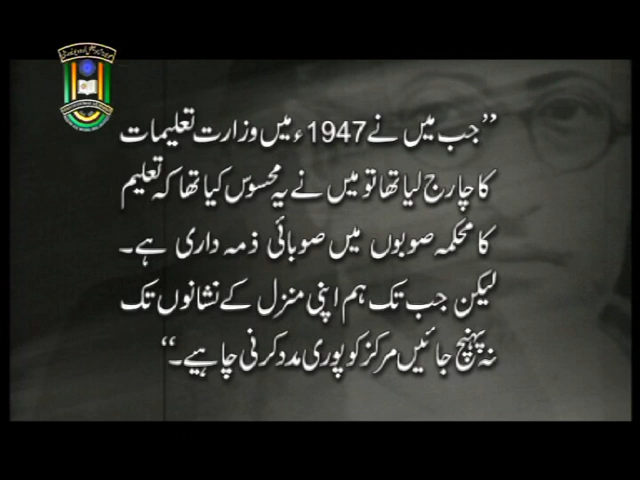 ”جب میں نے 1947ء میں وزارت تعلیمات
کا چارج لیا تھا تو میں نے یہ محسوس کیا تھا کہ تعلیم
کا محکمہ صوبوں میں صوبائی ذمہ داری ہے۔
لیکن جب تک ہم اپنی منزل کے نشانوں تک
نہ پہنچ جائیں مرکز کو پوری مدد کرنی چاہیے۔“